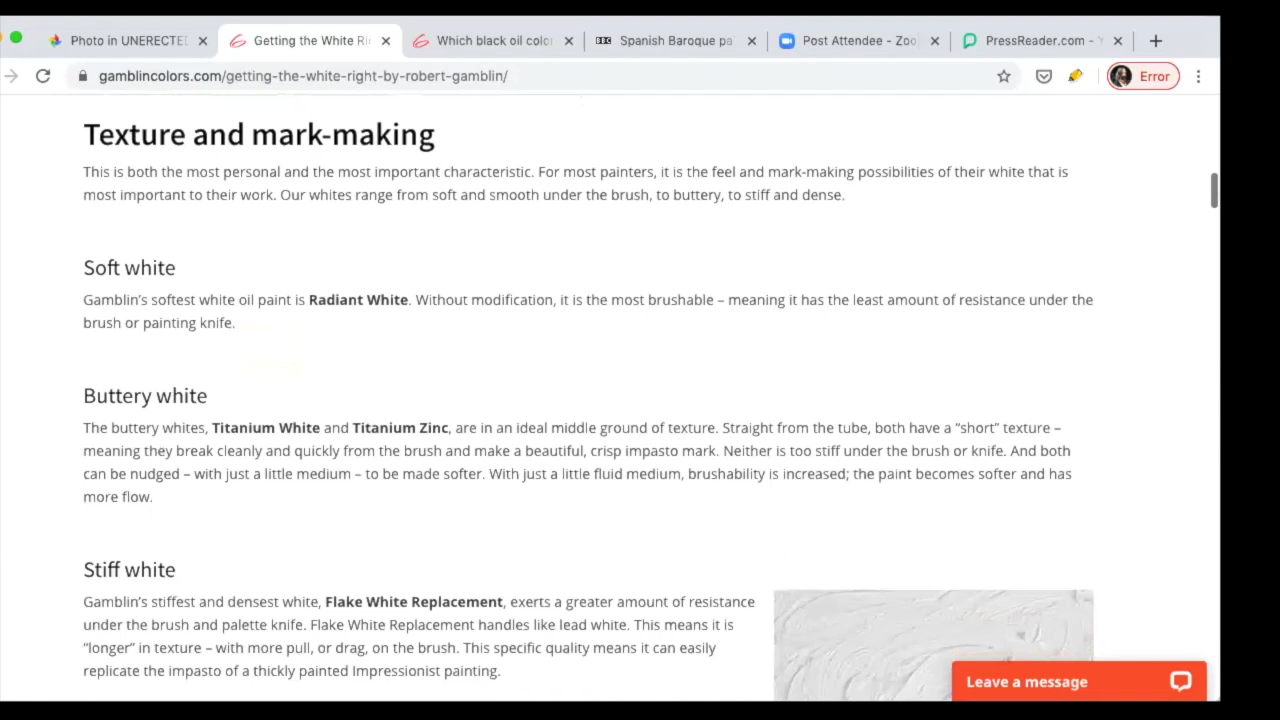 Photo in UNERECTED
Getting the White Ri
Which black oil colo
BBC
Spanish Baroque pa
Post Attendee - Zoo
PressReader.com - Y
gamblincolors.com/getting-the-white-right-by-robert-gamblin/
Error
Texture and mark-making
This is both the most personal and the most important characteristic. For most painters, it is the feel and mark-making possibilities of their white that is
most important to their work. Our whites range from soft and smooth under the brush, to buttery, to stiff and dense.
Soft white
Gamblin's softest white oil paint is Radiant White. Without modification, it is the most brushable – meaning it has the least amount of resistance under the
brush or painting knife.
Buttery white
The buttery whites, Titanium White and Titanium Zinc, are in an ideal middle ground of texture. Straight from the tube, both have a "short" texture –
meaning they break cleanly and quickly from the brush and make a beautiful, crisp impasto mark. Neither is too stiff under the brush or knife. And both
can be nudged – with just a little medium – to be made softer. With just a little fluid medium, brushability is increased; the paint becomes softer and has
more flow.
Stiff white
Gamblin's stiffest and densest white, Flake White Replacement, exerts a greater amount of resistance
under the brush and palette knife. Flake White Replacement handles like lead white. This means it is
"longer" in texture – with more pull, or drag, on the brush. This specific quality means it can easily
replicate the impasto of a thickly painted Impressionist painting.
Leave a message